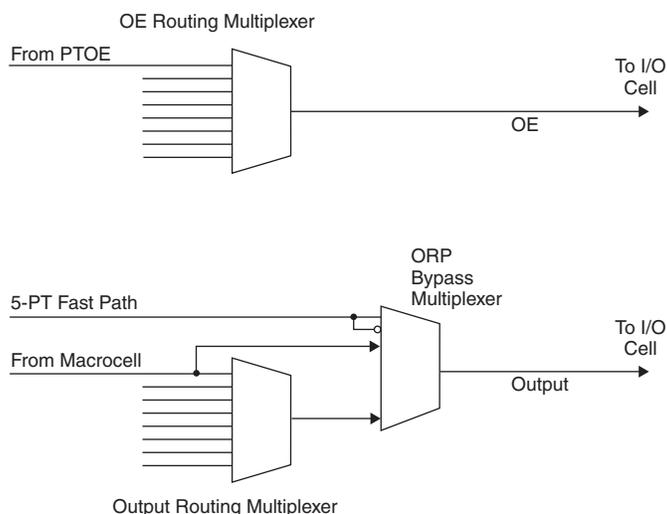 OE Routing Multiplexer
From PTOE
To I/O
Cell
OE
ORP
Bypass
Multiplexer
5-PT Fast Path
To I/O
Cell
From Macrocell
Output
Output Routing Multiplexer